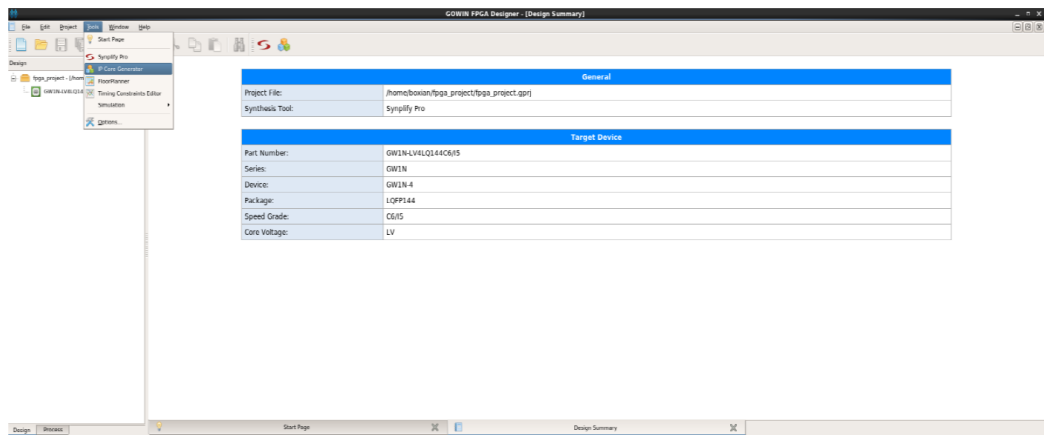 GOWIN FPGA Designer - [Design Summary]
File Edit Project Tools Window Help
Start Page
Synplify Pro
IP Core Generator
FloorPlanner
Timing Constraints Editor
Simulation
Options...
Design
fpga_project - [/hom
GW1N-LV4LQ14
General
Project File: /home/boxian/fpga_project/fpga_project.gprj
Synthesis Tool: Synplify Pro
Target Device
Part Number: GW1N-LV4LQ144C6/I5
Series: GW1N
Device: GW1N-4
Package: LQFP144
Speed Grade: C6/I5
Core Voltage: LV
Design Process Start Page Design Summary